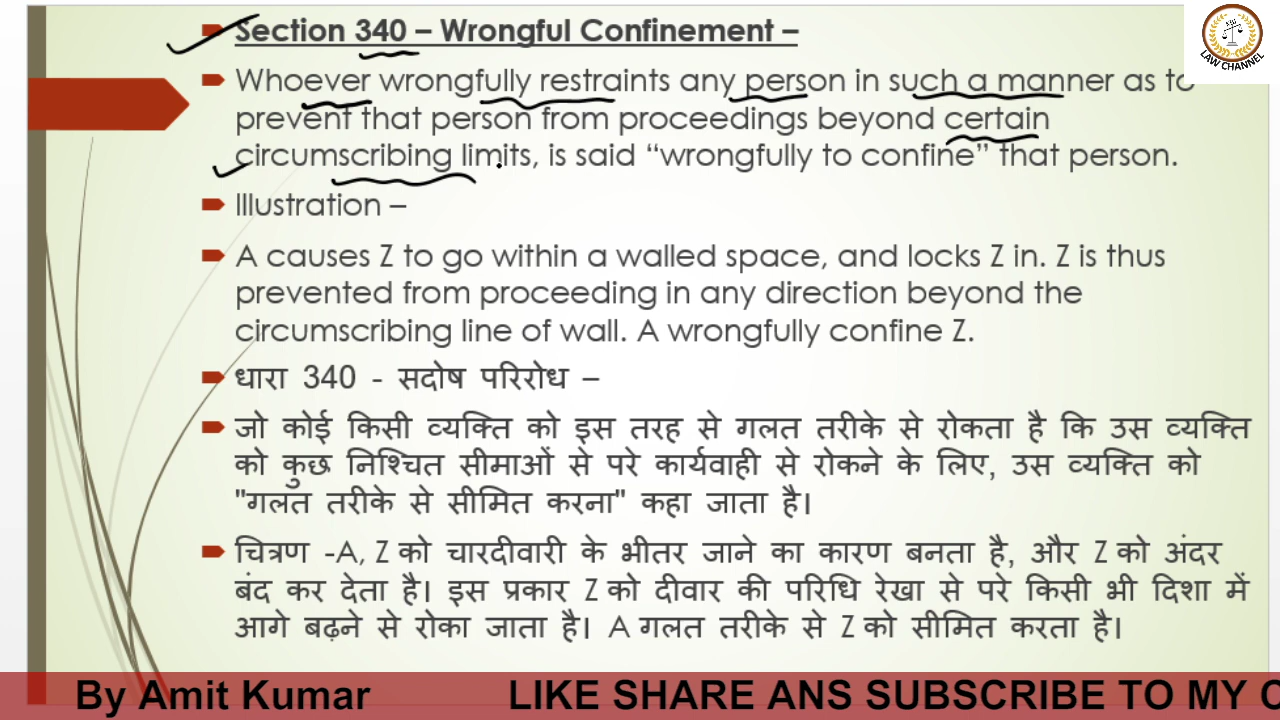 Section 340 – Wrongful Confinement –
LAW CHANNEL
Whoever wrongfully restraints any person in such a manner as to
prevent that person from proceedings beyond certain
circumscribing limits, is said “wrongfully to confine” that person.
Illustration –
A causes Z to go within a walled space, and locks Z in. Z is thus
prevented from proceeding in any direction beyond the
circumscribing line of wall. A wrongfully confine Z.
धारा 340 - सदोष परिरोध –
जो कोई किसी व्यक्ति को इस तरह से गलत तरीके से रोकता है कि उस व्यक्ति
को कुछ निश्चित सीमाओं से परे कार्यवाही से रोकने के लिए, उस व्यक्ति को
"गलत तरीके से सीमित करना" कहा जाता है।
चित्रण -A, Z को चारदीवारी के भीतर जाने का कारण बनता है, और Z को अंदर
बंद कर देता है। इस प्रकार Z को दीवार की परिधि रेखा से परे किसी भी दिशा में
आगे बढ़ने से रोका जाता है। A गलत तरीके से Z को सीमित करता है।
By Amit Kumar LIKE SHARE ANS SUBSCRIBE TO MY